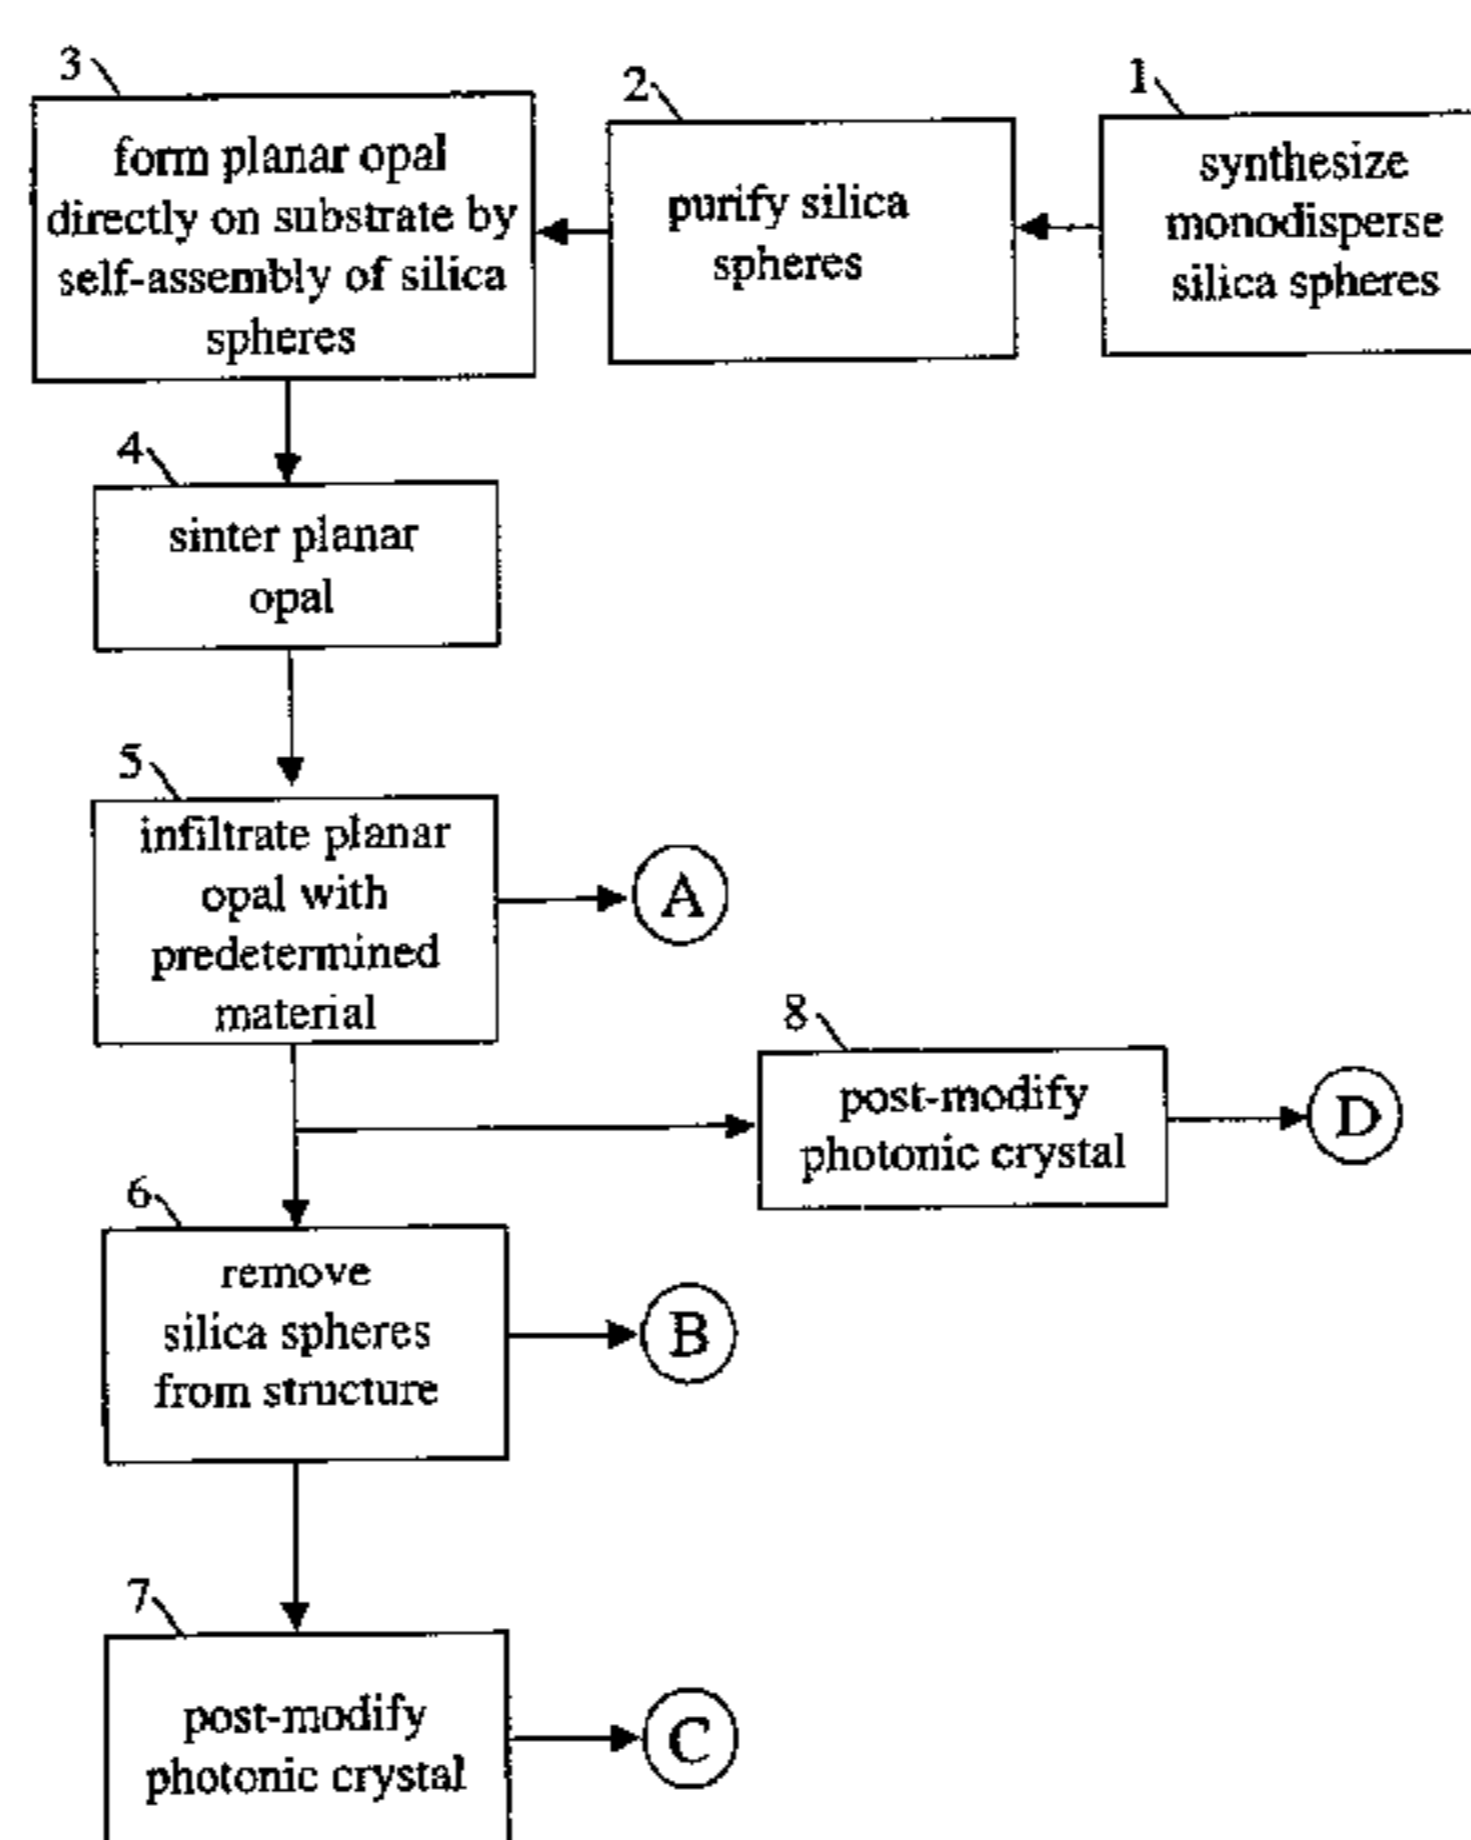 3
form planar opal
directly on substrate by
self-assembly of silica
spheres
2
purify silica
spheres
1
synthesize
monodisperse
silica spheres
4
sinter planar
opal
5
infiltrate planar
opal with
predetermined
material
A
8
post-modify
photonic crystal
D
6
remove
silica spheres
from structure
B
7
post-modify
photonic crystal
C